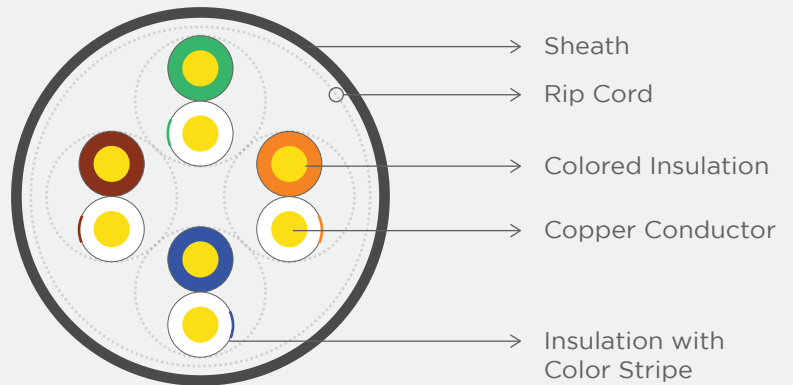 Sheath
Rip Cord
Colored Insulation
Copper Conductor
Insulation with
Color Stripe